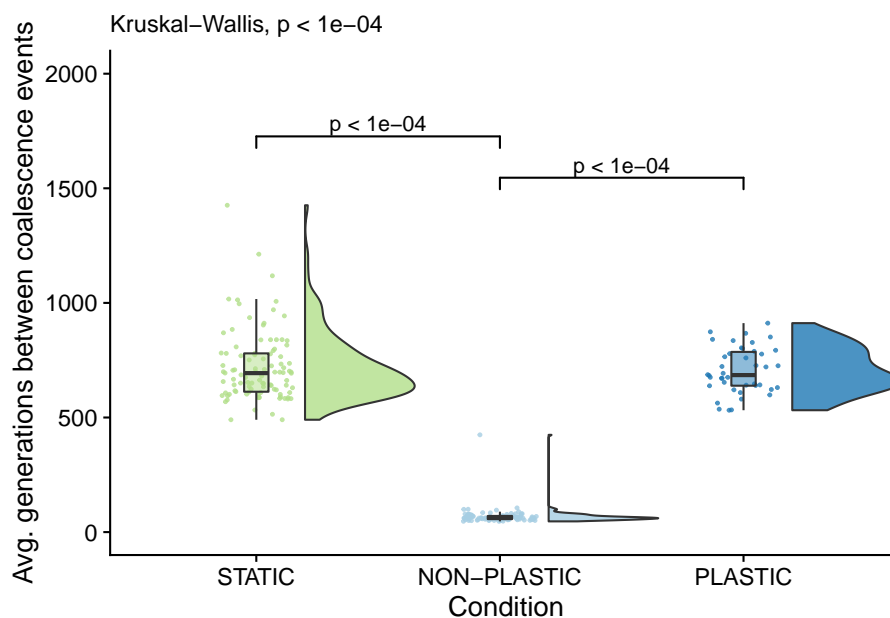 Kruskal−Wallis, p < 1e−04
Avg. generations between coalescence events
2000
1500
1000
500
0
p < 1e−04
p < 1e−04
STATIC
NON−PLASTIC
PLASTIC
Condition